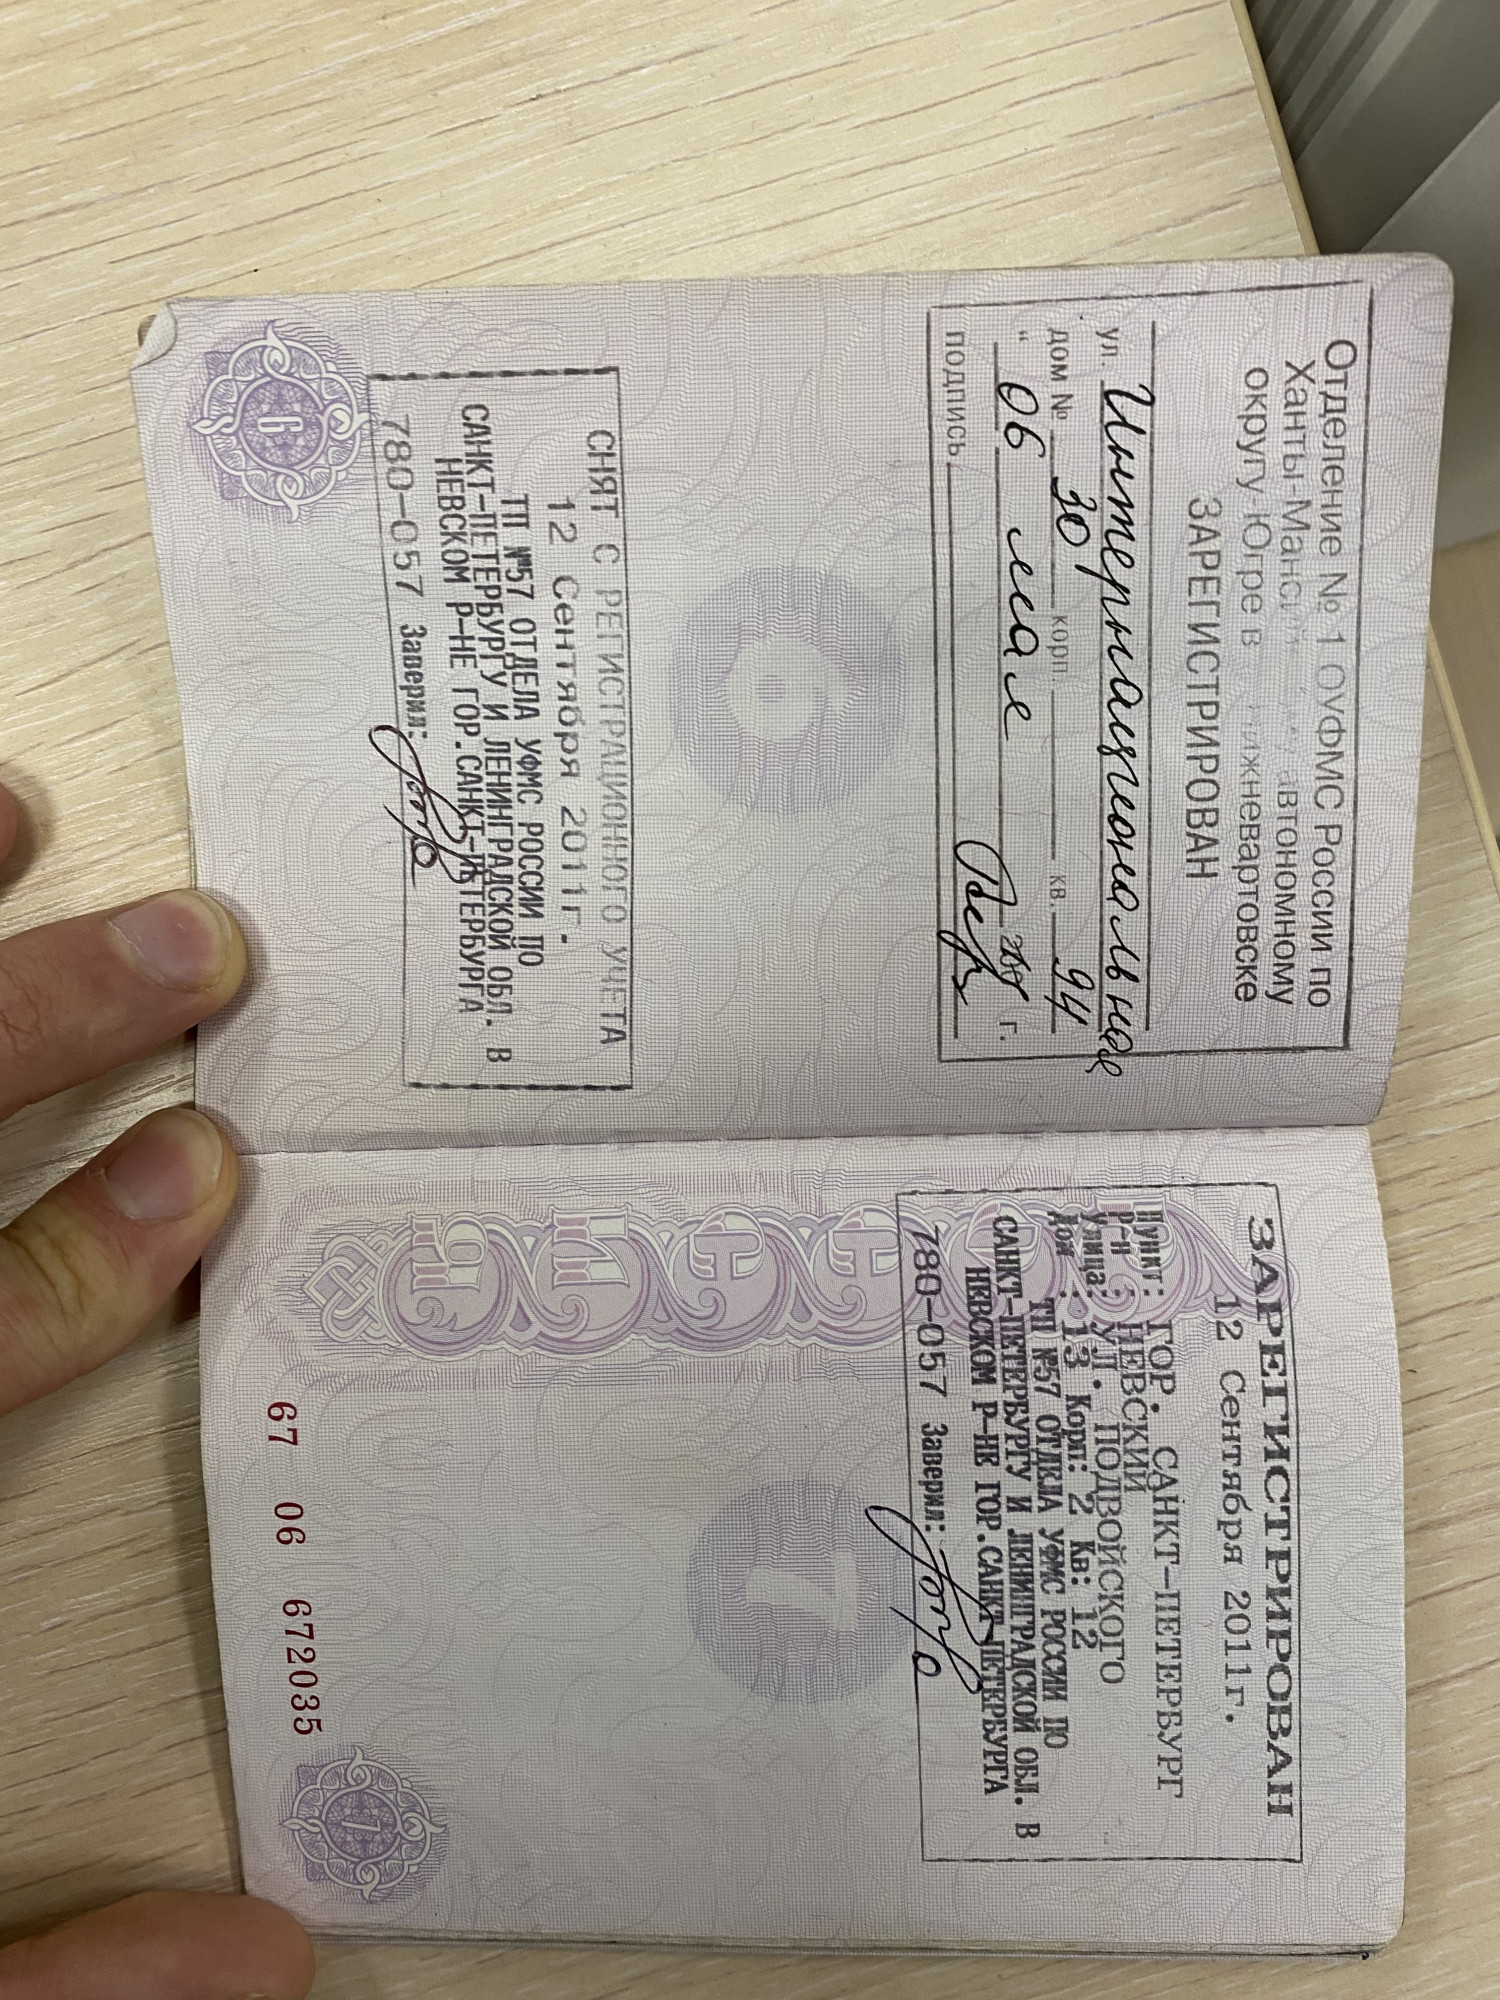 Отделение № 1 ОУФМС России по
Ханты-Мансийскому автономному
округу-Югре в Нижневартовске
ЗАРЕГИСТРИРОВАН
ул. Интернациональная
дом № 30 корп. кв. 94
" 06 мая г.
подпись
СНЯТ С РЕГИСТРАЦИОННОГО УЧЕТА
12 Сентября 2011г.
ТП №57 ОТДЕЛА УФМС РОССИИ ПО
САНКТ-ПЕТЕРБУРГУ И ЛЕНИНГРАДСКОЙ ОБЛ. В
НЕВСКОМ Р-НЕ ГОР.САНКТ-ПЕТЕРБУРГА
780-057 Заверил:
6
6
ЗАРЕГИСТРИРОВАН
12 Сентября 2011г.
Пункт: ГОР. САНКТ-ПЕТЕРБУРГ
Р-н : НЕВСКИЙ
Улица: УЛ. ПОДВОЙСКОГО
Дом : 13 Корп: 2 Кв: 12
ТП №57 ОТДЕЛА УФМС РОССИИ ПО
САНКТ-ПЕТЕРБУРГУ И ЛЕНИНГРАДСКОЙ ОБЛ. В
НЕВСКОМ Р-НЕ ГОР.САНКТ-ПЕТЕРБУРГА
780-057 Заверил:
7
67 06 672035
7